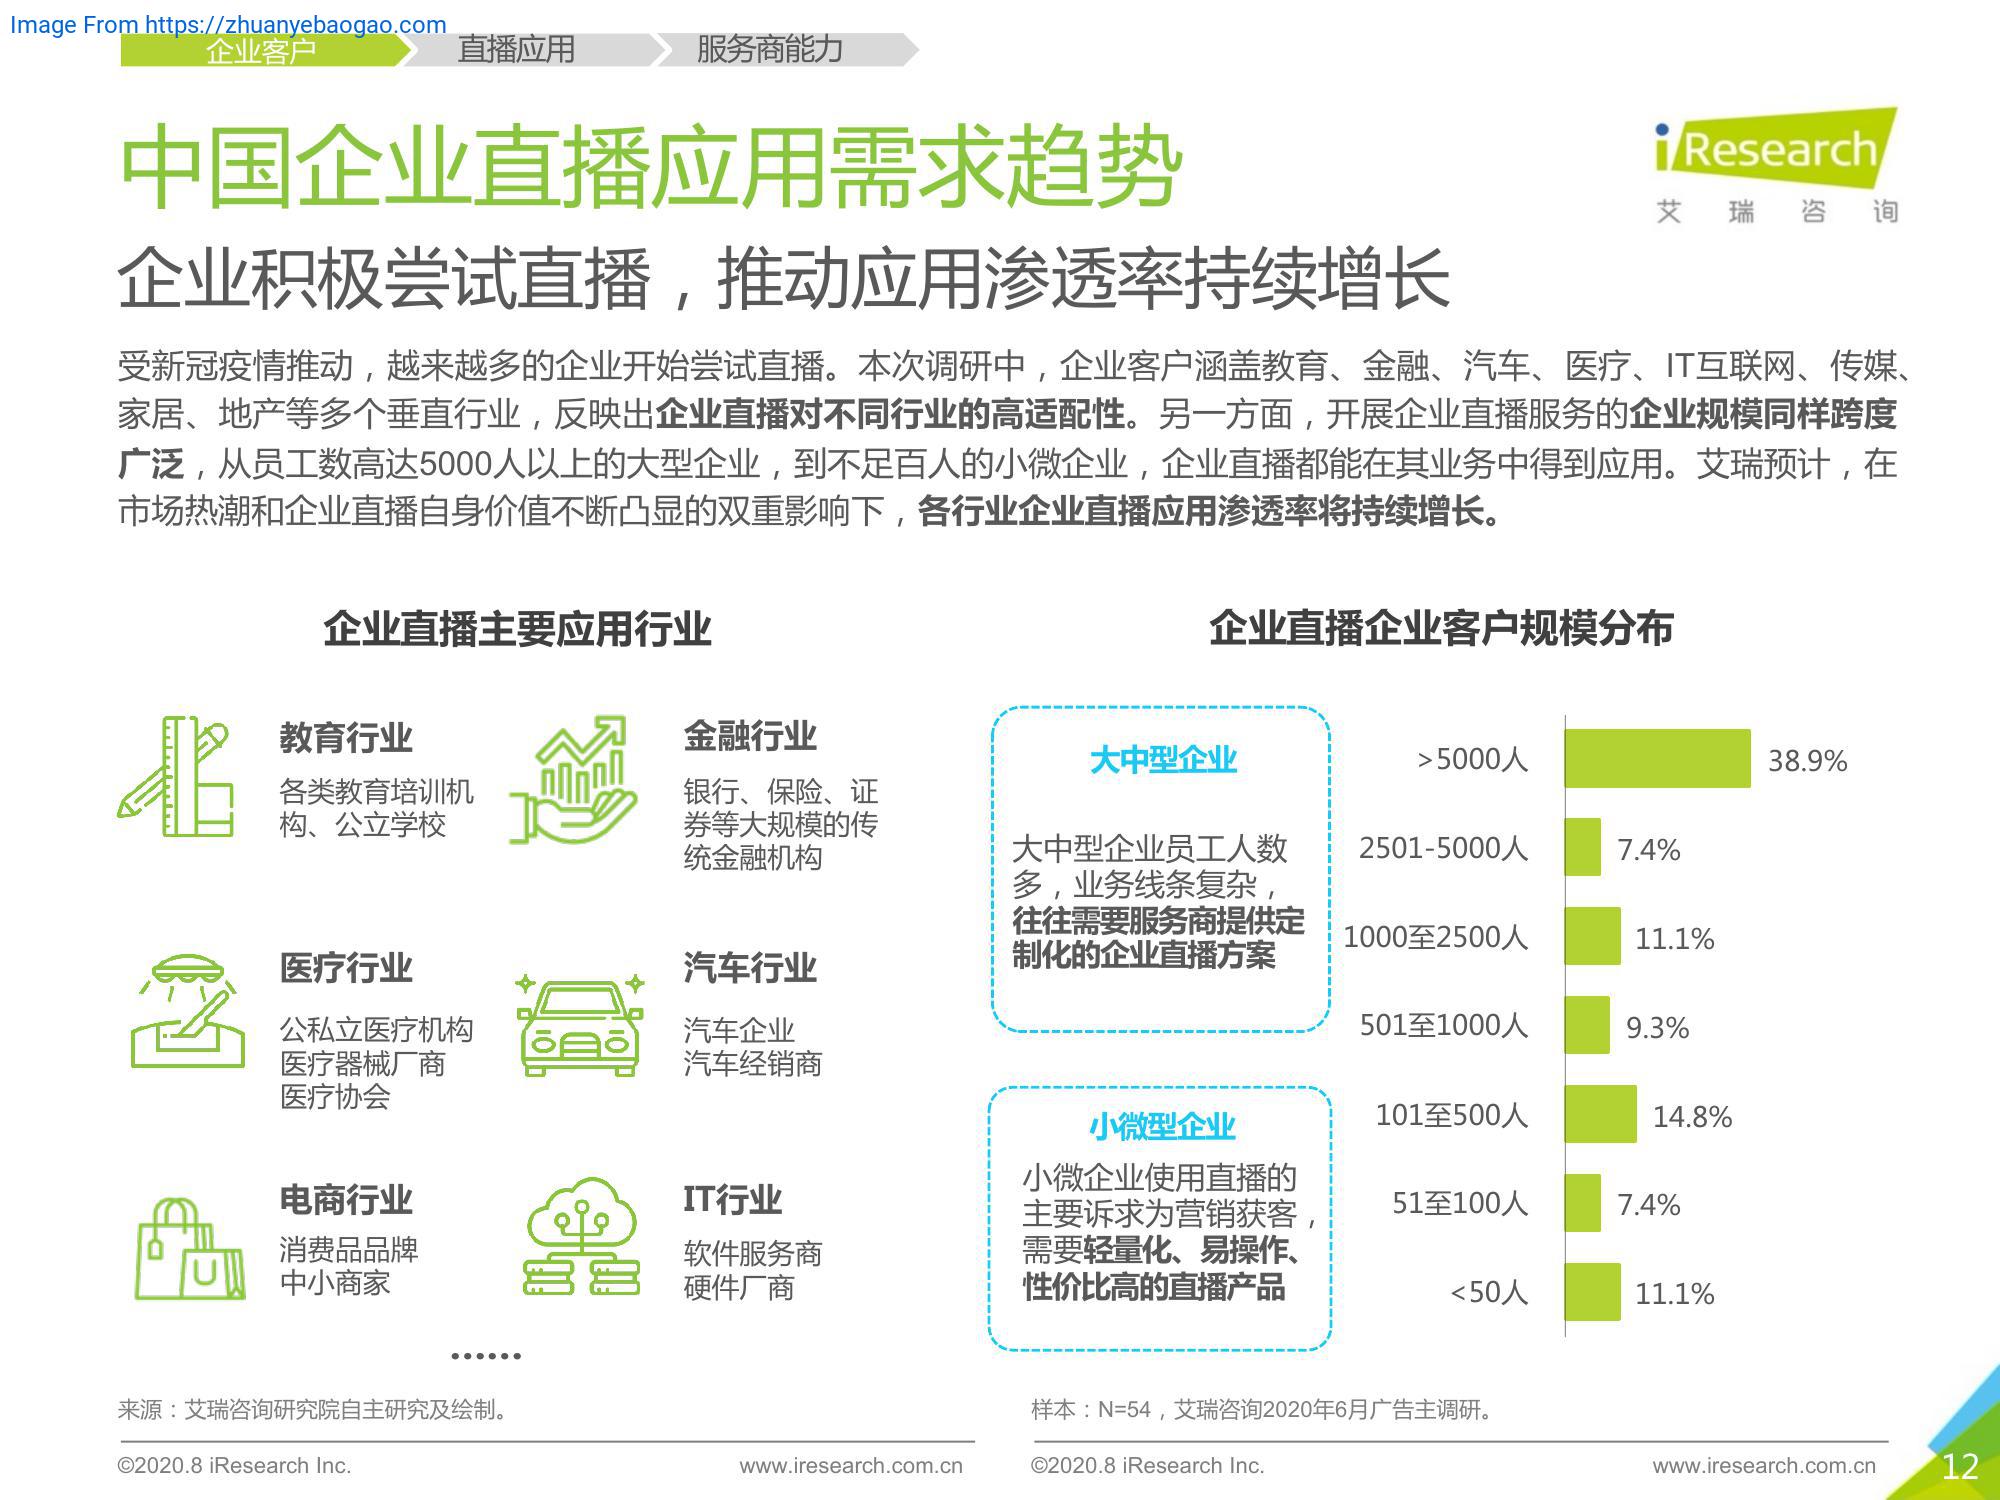 Image From https://zhuanyebaogao.com
企业客户
直播应用
服务商能力
中国企业直播应用需求趋势
iResearch
艾瑞咨询
企业积极尝试直播，推动应用渗透率持续增长
受新冠疫情推动，越来越多的企业开始尝试直播。本次调研中，企业客户涵盖教育、金融、汽车、医疗、IT互联网、传媒、
家居、地产等多个垂直行业，反映出企业直播对不同行业的高适配性。另一方面，开展企业直播服务的企业规模同样跨度
广泛，从员工数高达5000人以上的大型企业，到不足百人的小微企业，企业直播都能在其业务中得到应用。艾瑞预计，在
市场热潮和企业直播自身价值不断凸显的双重影响下，各行业企业直播应用渗透率将持续增长。
企业直播主要应用行业
教育行业
各类教育培训机
构、公立学校
金融行业
银行、保险、证
券等大规模的传
统金融机构
医疗行业
公私立医疗机构
医疗器械厂商
医疗协会
汽车行业
汽车企业
汽车经销商
电商行业
消费品品牌
中小商家
IT行业
软件服务商
硬件厂商
……
企业直播企业客户规模分布
大中型企业
大中型企业员工人数
多，业务线条复杂，
往往需要服务商提供定
制化的企业直播方案
小微型企业
小微企业使用直播的
主要诉求为营销获客，
需要轻量化、易操作、
性价比高的直播产品
>5000人 38.9%
2501-5000人 7.4%
1000至2500人 11.1%
501至1000人 9.3%
101至500人 14.8%
51至100人 7.4%
<50人 11.1%
来源：艾瑞咨询研究院自主研究及绘制。
样本：N=54，艾瑞咨询2020年6月广告主调研。
©2020.8 iResearch Inc.
www.iresearch.com.cn
©2020.8 iResearch Inc.
www.iresearch.com.cn
12